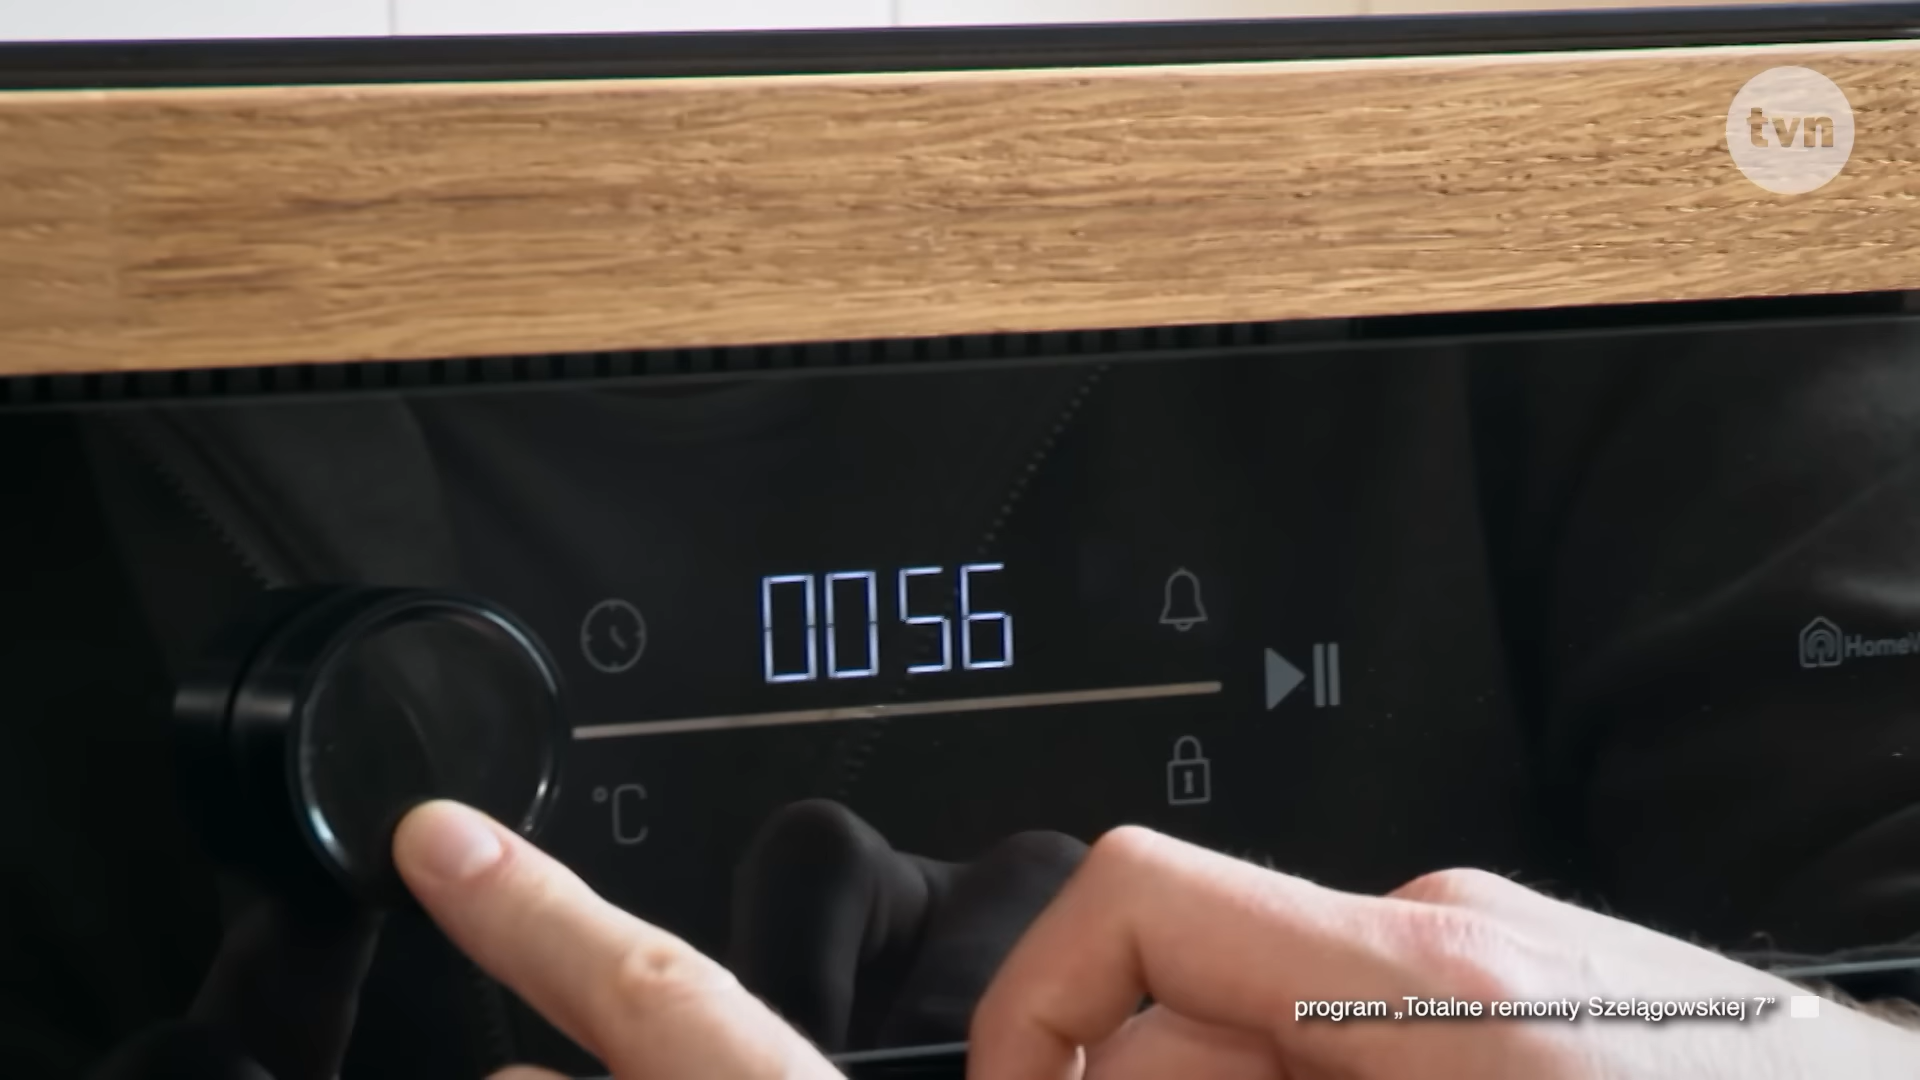 tvn
0056
°C
program „Totalne remonty Szelągowskiej 7”